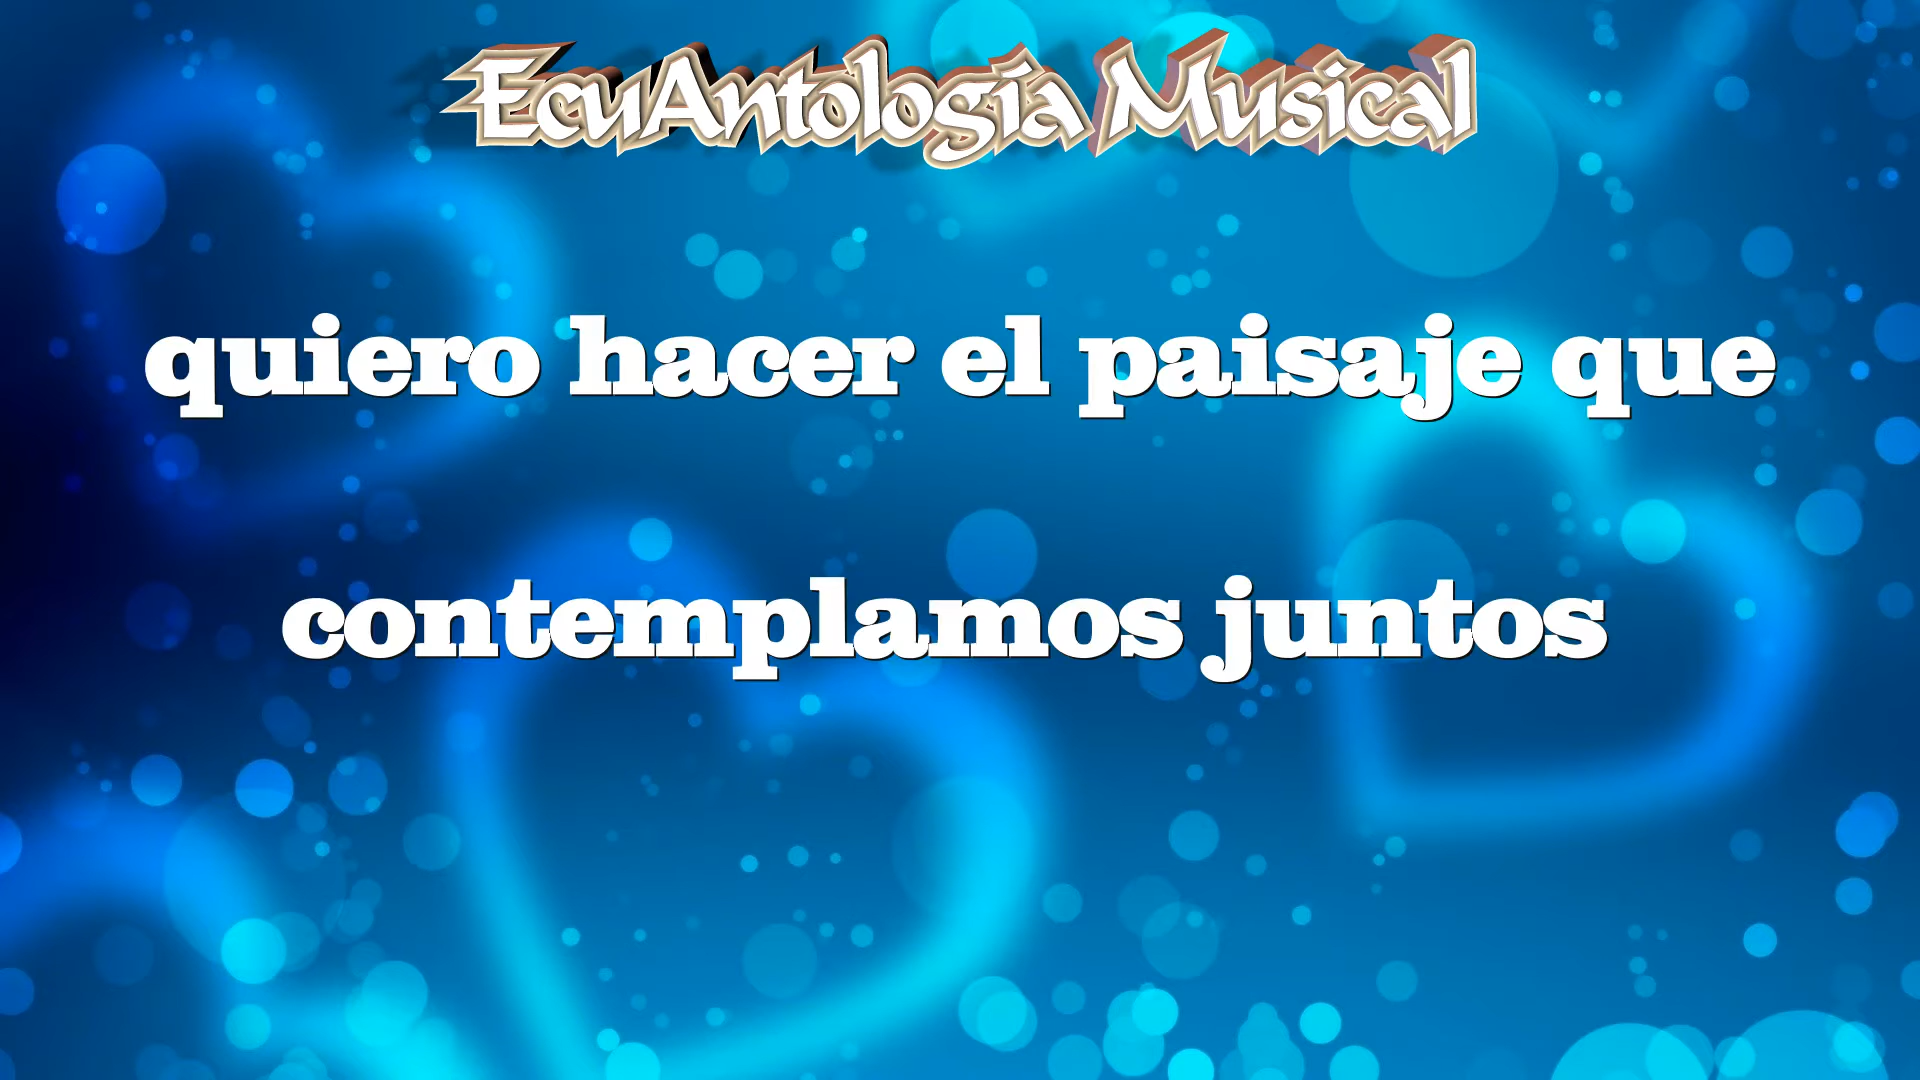 EcuAntología Musical
quiero hacer el paisaje que
contemplamos juntos